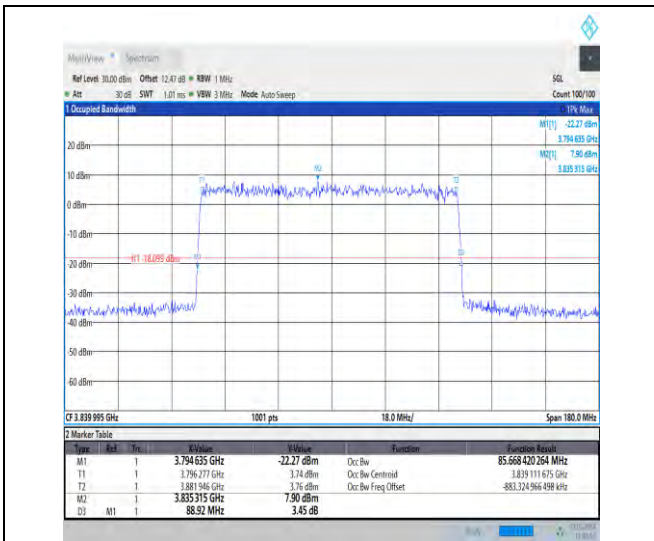 MultiView Spectrum
Ref Level 30.00 dBm Offset 12.47 dB RBW 1 MHz SGL
Att 30 dB SWT 1.01 ms VBW 3 MHz Mode Auto Sweep Count 100/100
1 Occupied Bandwidth 1Pk Max
M1[1] -22.27 dBm
3.794 635 GHz
M2[1] 7.90 dBm
3.835 315 GHz
20 dBm
10 dBm
0 dBm
-10 dBm
-20 dBm
-30 dBm
-40 dBm
-50 dBm
-60 dBm
T1
M2
T2
H1 -18.099 dBm
CF 3.839 995 GHz 1001 pts 18.0 MHz/ Span 180.0 MHz
2 Marker Table
Type Ref Trc X-Value Y-Value Function Function Result
M1 1 3.794 635 GHz -22.27 dBm Occ Bw 85.668 420 264 MHz
T1 1 3.796 277 GHz 3.74 dBm Occ Bw Centroid 3.839 111 675 GHz
T2 1 3.881 946 GHz 3.76 dBm Occ Bw Freq Offset -883.324 966 498 kHz
M2 1 3.835 315 GHz 7.90 dBm
D3 M1 1 88.92 MHz 3.45 dB